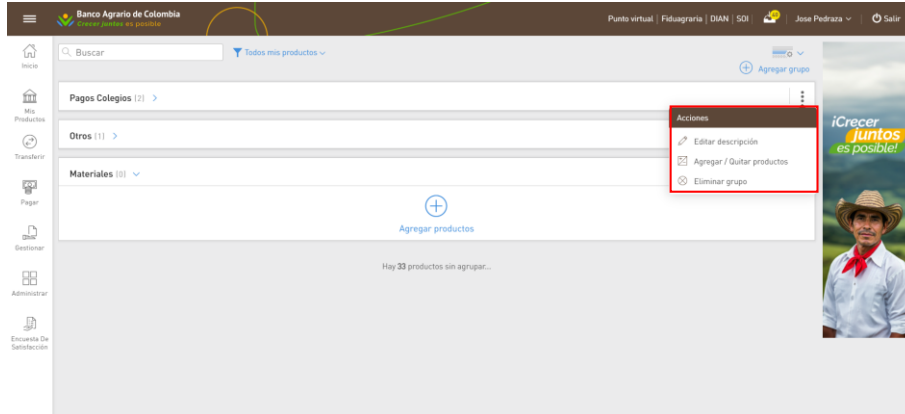 Banco Agrario de Colombia
Crecer juntos es posible
Punto virtual | Fiduagraria | DIAN | SOI | Jose Pedraza Salir
Inicio
Mis Productos
Transferir
Pagar
Gestionar
Administrar
Encuesta De Satisfacción
Buscar
Todos mis productos
Agregar grupo
Pagos Colegios (2) >
Otros (1) >
Materiales (0)
Agregar productos
Hay 33 productos sin agrupar...
Acciones
Editar descripción
Agregar / Quitar productos
Eliminar grupo
¡Crecer
juntos
es posible!